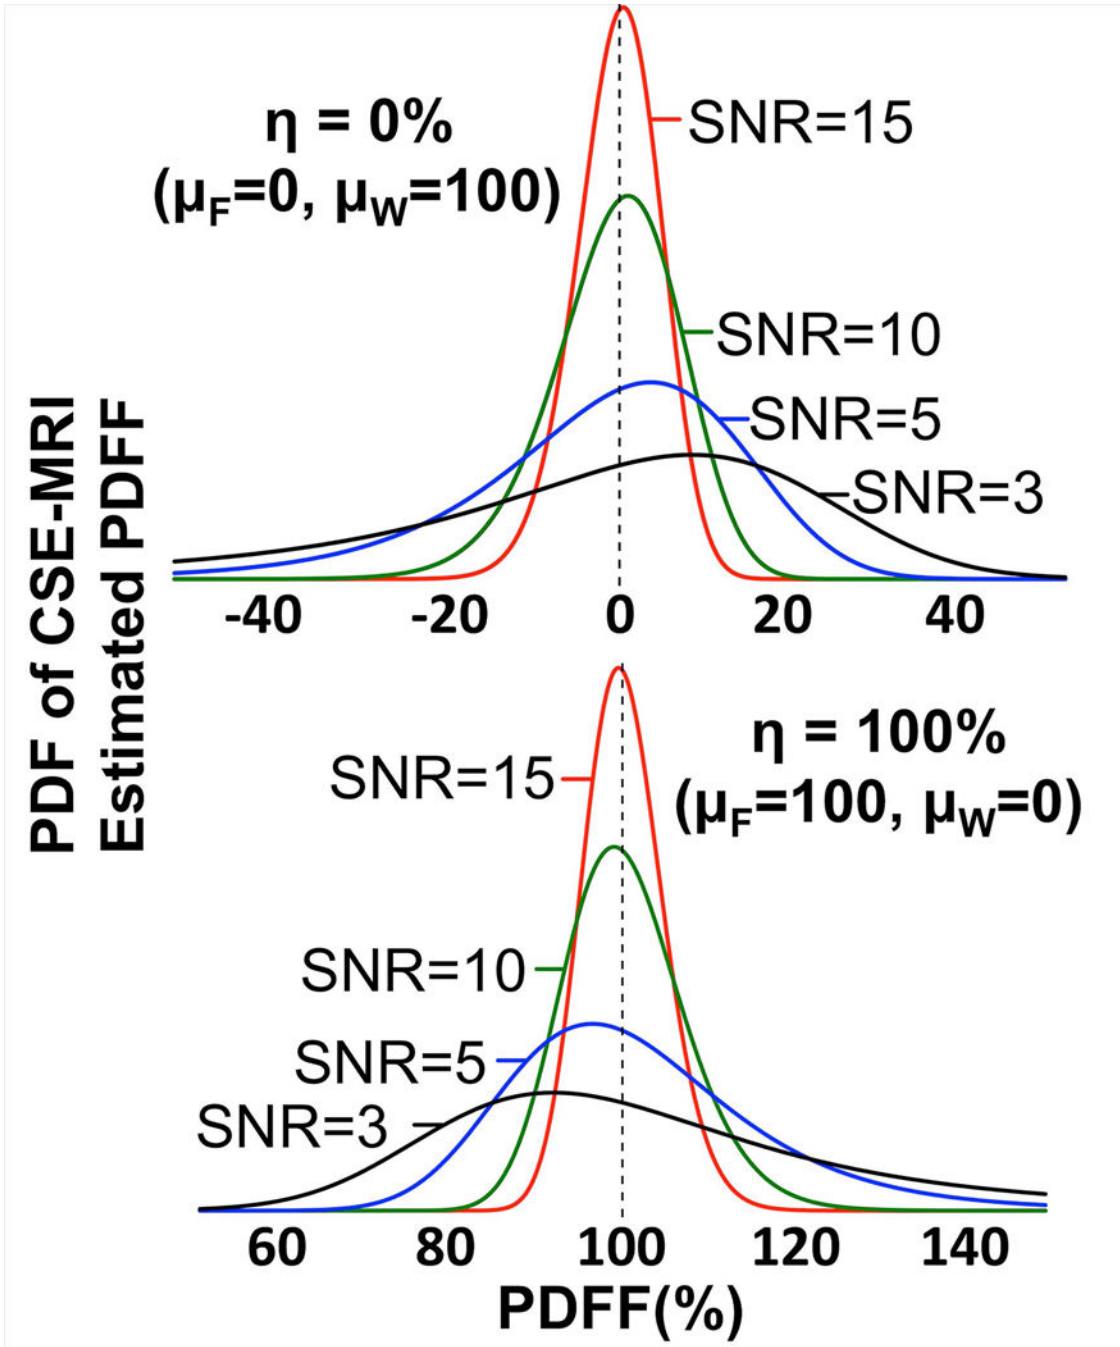 PDF of CSE-MRI
Estimated PDFF
η = 0%
(μF=0, μW=100)
SNR=15
SNR=10
SNR=5
SNR=3
-40 -20 0 20 40
η = 100%
(μF=100, μW=0)
SNR=15
SNR=10
SNR=5
SNR=3
60 80 100 120 140
PDFF(%)